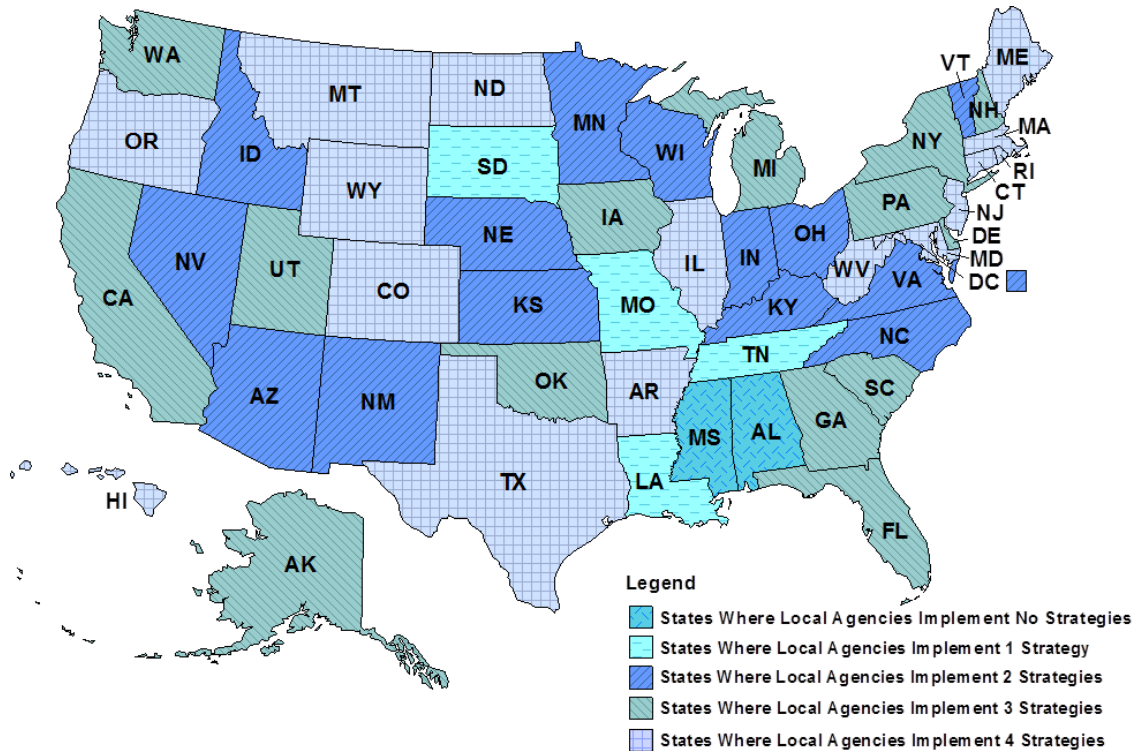 WA
MT
ND
MN
VT
ME
NH
OR
ID
SD
WI
MI
NY
MA
RI
CT
WY
IA
PA
NJ
NE
IL
IN
OH
DE
MD
DC
NV
UT
CO
KS
MO
WV
VA
KY
CA
NC
TN
AZ
NM
OK
AR
SC
MS
AL
GA
TX
LA
HI
FL
AK
Legend
States Where Local Agencies Implement No Strategies
States Where Local Agencies Implement 1 Strategy
States Where Local Agencies Implement 2 Strategies
States Where Local Agencies Implement 3 Strategies
States Where Local Agencies Implement 4 Strategies